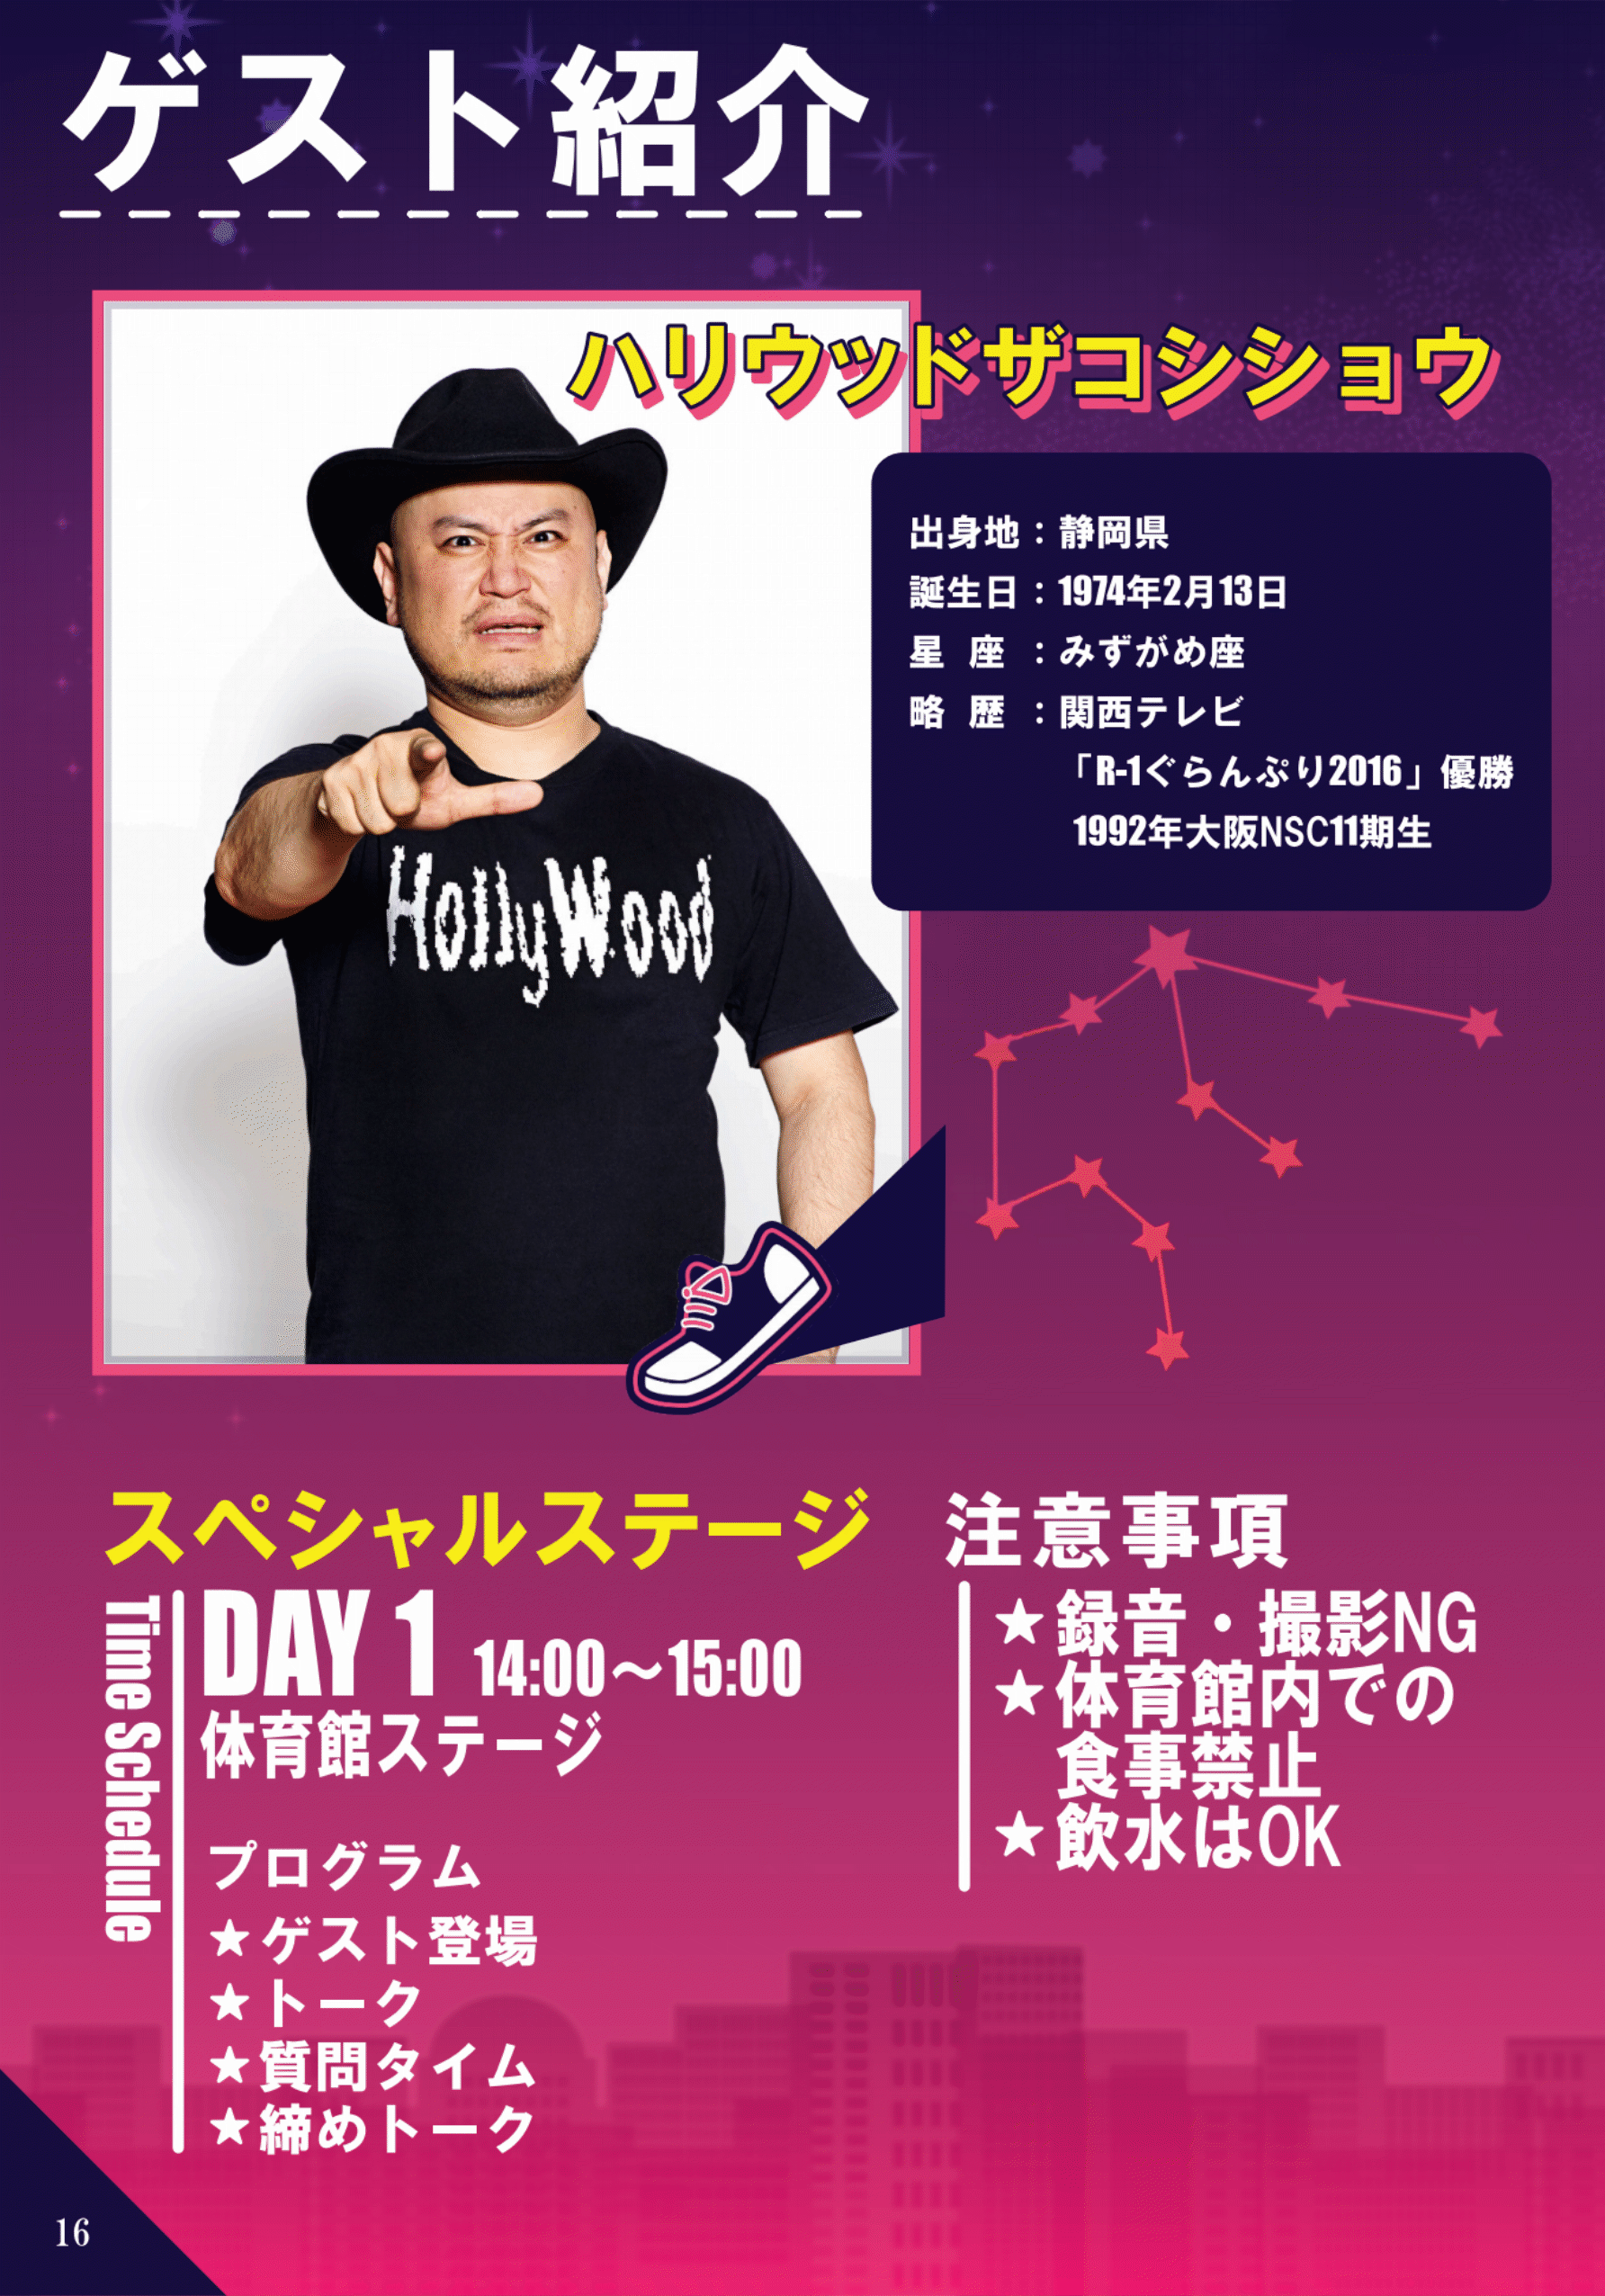 ゲスト紹介
ハリウッドザコシショウ
出身地：静岡県
誕生日：1974年2月13日
星 座 ：みずがめ座
略 歴 ：関西テレビ
「R-1ぐらんぷり2016」優勝
1992年大阪NSC11期生
HollyWood
スペシャルステージ
Time Schedule
DAY 1 14:00～15:00
体育館ステージ
プログラム
★ゲスト登場
★トーク
★質問タイム
★締めトーク
注意事項
★録音・撮影NG
★体育館内での
食事禁止
★飲水はOK
16